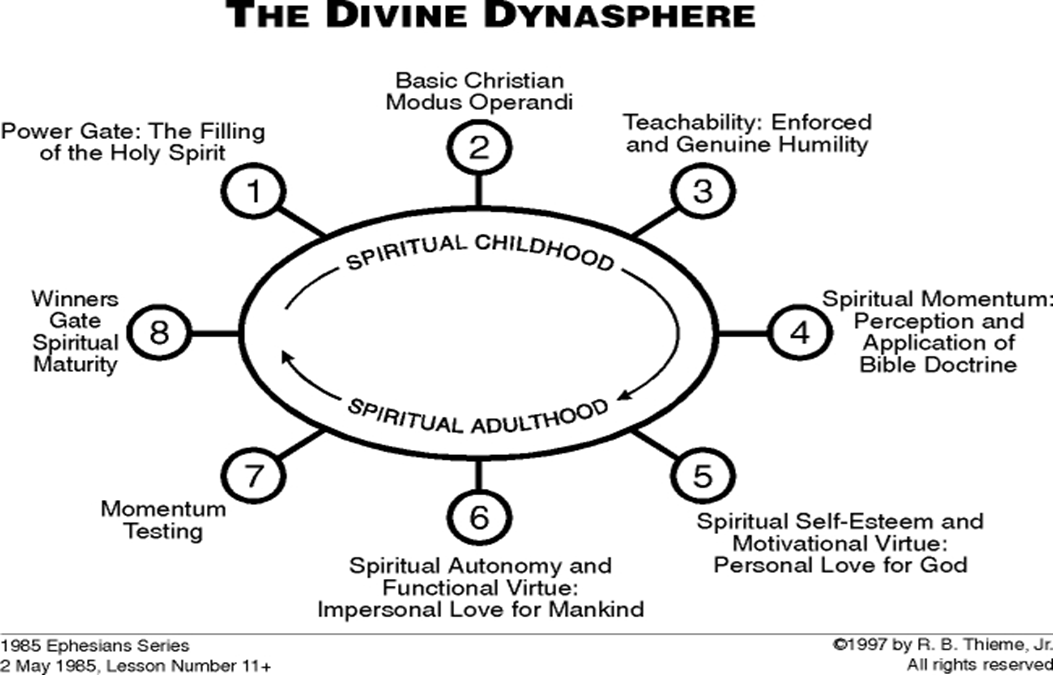 THE DIVINE DYNASPHERE
Basic Christian
Modus Operandi
2
Power Gate: The Filling
of the Holy Spirit
1
Teachability: Enforced
and Genuine Humility
3
SPIRITUAL CHILDHOOD
Winners
Gate
Spiritual
Maturity
8
Spiritual Momentum:
Perception and
Application of
Bible Doctrine
4
SPIRITUAL ADULTHOOD
7
Momentum
Testing
6
Spiritual Autonomy and
Functional Virtue:
Impersonal Love for Mankind
5
Spiritual Self-Esteem and
Motivational Virtue:
Personal Love for God
1985 Ephesians Series
2 May 1985, Lesson Number 11+
©1997 by R. B. Thieme, Jr.
All rights reserved